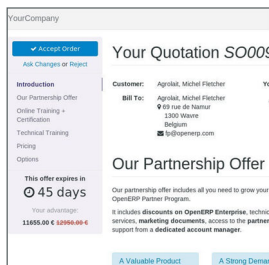 YourCompany
✔ Accept Order
Ask Changes or Reject
Introduction
Our Partnership Offer
Online Training +
Certification
Technical Training
Pricing
Options
This offer expires in
45 days
Your advantage:
11655.00 € 12950.00 €
Your Quotation SO009
Customer: Agrolait, Michel Fletcher
Bill To: Agrolait, Michel Fletcher
69 rue de Namur
1300 Wavre
Belgium
fp@openerp.com
Our Partnership Offer
Our partnership offer includes all you need to grow your
OpenERP Partner Program.
It includes discounts on OpenERP Enterprise, technic
services, marketing documents, access to the partner
support from a dedicated account manager.
A Valuable Product
A Strong Dema